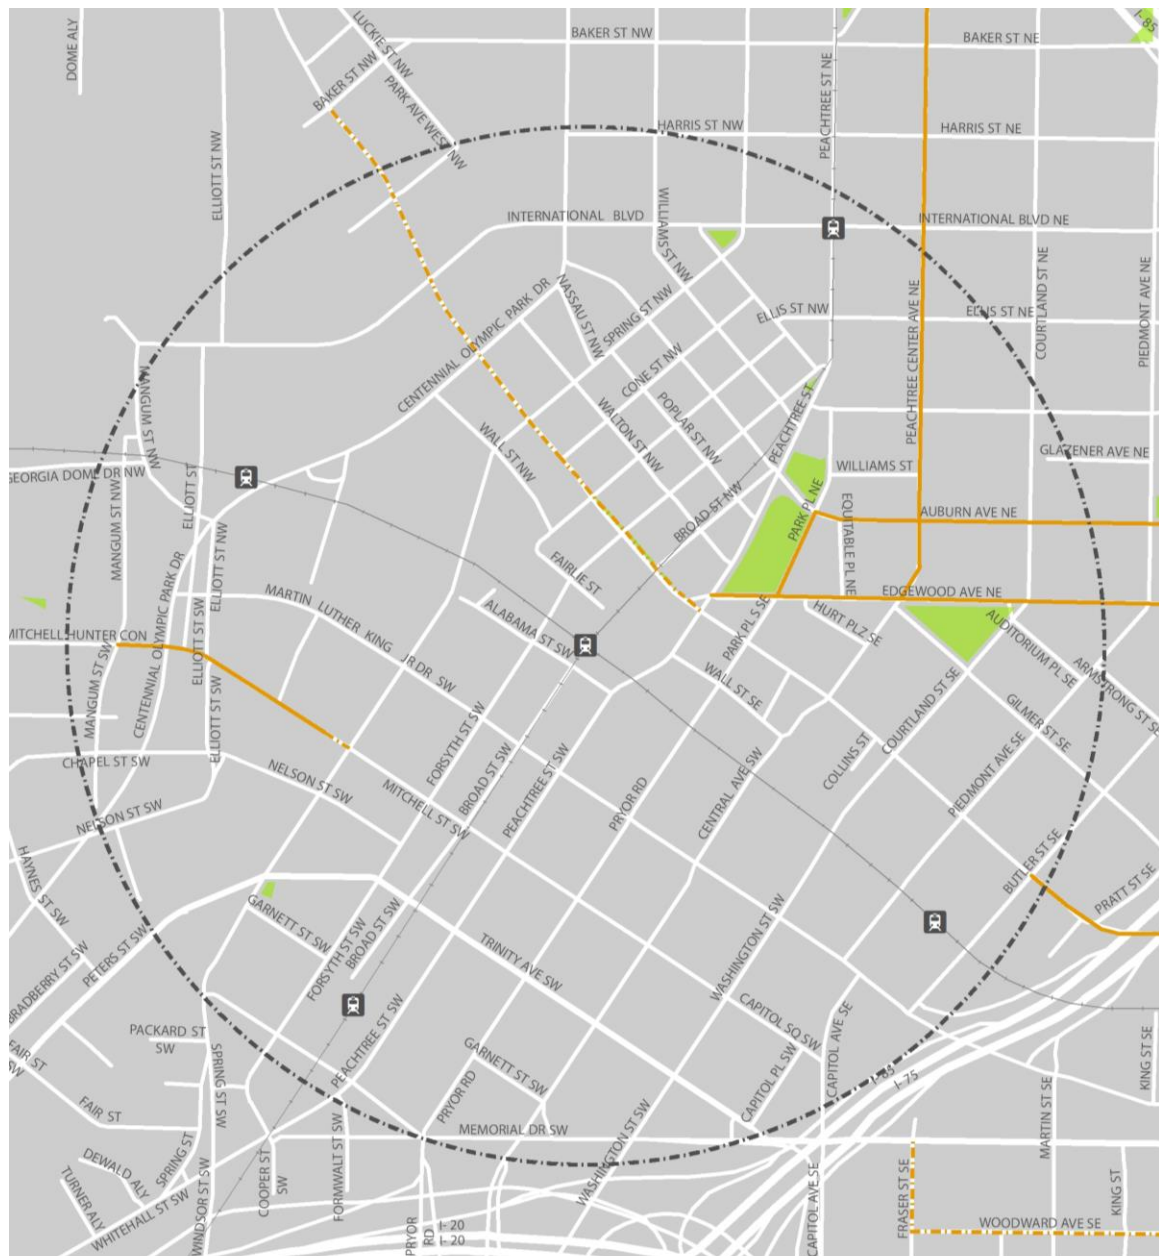 DOME ALY
LUCKIE ST NW
BAKER ST NW
BAKER ST NE
I-85
BAKER ST NW
PARK AVE WEST NW
PEACHTREE ST NE
HARRIS ST NW
HARRIS ST NE
ELLIOTT ST NW
INTERNATIONAL BLVD
WILLIAMS ST NW
INTERNATIONAL BLVD NE
COURTLAND ST NE
PIEDMONT AVE NE
NASSAU ST NW
SPRING ST NW
ELLIS ST NW
ELLIS ST NE
PEACHTREE CENTER AVE NE
CENTENNIAL OLYMPIC PARK DR
CONE ST NW
MANGUM ST NW
WALTON ST NW
POPLAR ST NW
PEACHTREE ST
WALL ST NW
GLAZENER AVE NE
WILLIAMS ST
GEORGIA DOME DR NW
ELLIOTT ST
MANGUM ST NW
BROAD ST NW
PARK PL NE
EQUITABLE PL NE
AUBURN AVE NE
ELLIOTT ST NW
CENTENNIAL OLYMPIC PARK DR
FAIRLIE ST
EDGEWOOD AVE NE
MARTIN LUTHER KING JR DR SW
ALABAMA ST SW
PARK PL S SE
HURT PLZ SE
AUDITORIUM PL SE
MITCHELL HUNTER CON
ELLIOTT ST SW
MANGUM ST SW
WALL ST SE
ARMSTRONG ST SE
COURTLAND ST SE
GILMER ST SE
ELLIOTT ST SW
FORSYTH ST SW
BROAD ST SW
PEACHTREE ST SW
CHAPEL ST SW
NELSON ST SW
MITCHELL ST SW
PRYOR RD
CENTRAL AVE SW
COLLINS ST
PIEDMONT AVE SE
NELSON ST SW
BUTLER ST SE
HAYNES ST SW
PRATT ST SE
GARNETT ST SW
FORSYTH ST SW
BROAD ST SW
TRINITY AVE SW
WASHINGTON ST SW
BRADBERRY ST SW
PETERS ST SW
CAPITOL SQ SW
CAPITOL AVE SE
PACKARD ST
SW
FAIR ST
SW
SPRING ST SW
PEACHTREE ST SW
GARNETT ST SW
PRYOR RD
CAPITOL PL SW
I-85
I-75
MARTIN ST SE
KING ST SE
FAIR ST
MEMORIAL DR SW
WASHINGTON ST SW
DEWALD ALY
SPRING ST
TURNER ALY
WHITEHALL ST SW
WINDSOR ST SW
COOPER ST
SW
FORMWALT ST SW
PRYOR
RD
I-20
I-20
CAPITOL AVE SE
FRASER ST SE
KING ST
WOODWARD AVE SE